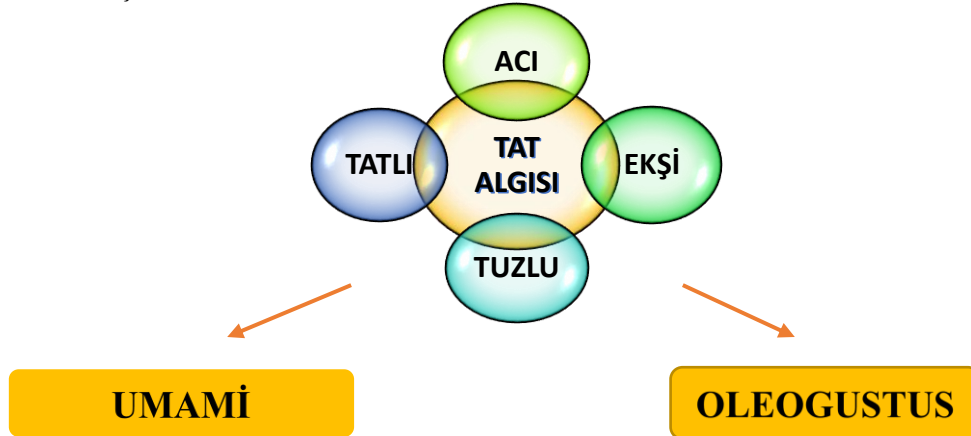 ACI
TATLI
TAT
ALGISI
EKŞİ
TUZLU
UMAMİ
OLEOGUSTUS